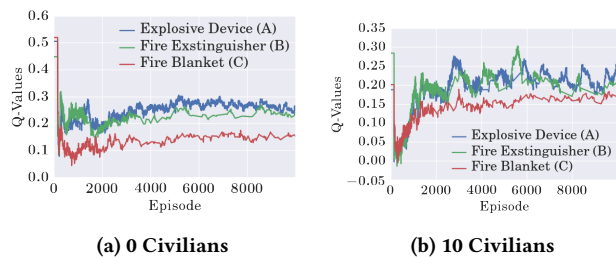 0.6
0.5
0.4
0.3
0.2
0.1
0.0
Q-Values
Explosive Device (A)
Fire Exstinguisher (B)
Fire Blanket (C)
0 2000 4000 6000 8000
Episode
(a) 0 Civilians
0.35
0.30
0.25
0.20
0.15
0.10
0.05
0.00
−0.05
Q-Values
Explosive Device (A)
Fire Exstinguisher (B)
Fire Blanket (C)
0 2000 4000 6000 8000
Episode
(b) 10 Civilians